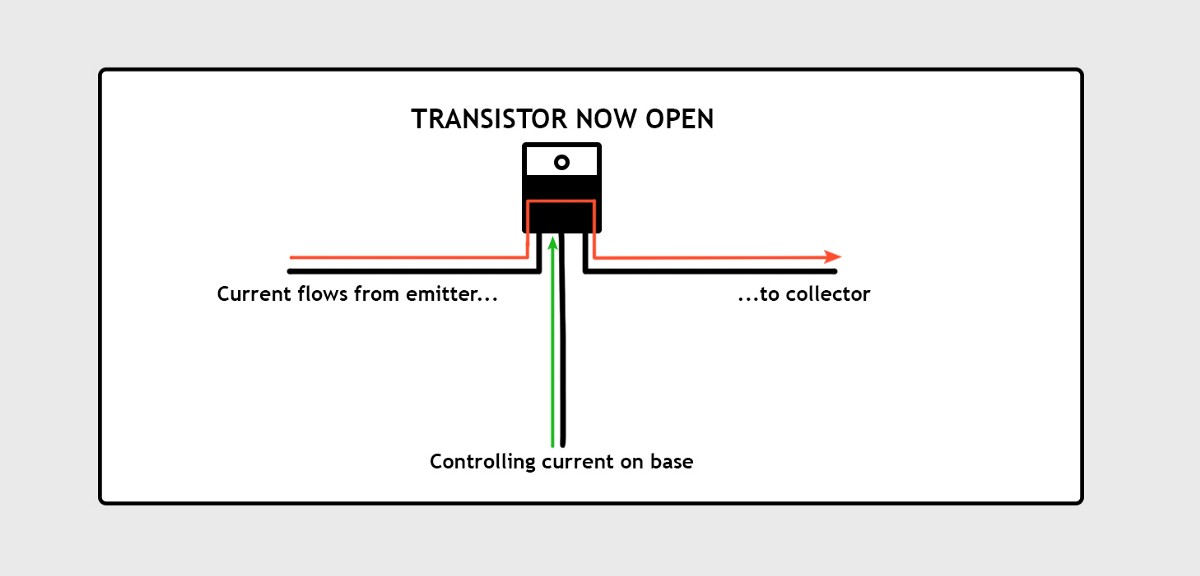 TRANSISTOR NOW OPEN
Current flows from emitter...
...to collector
Controlling current on base